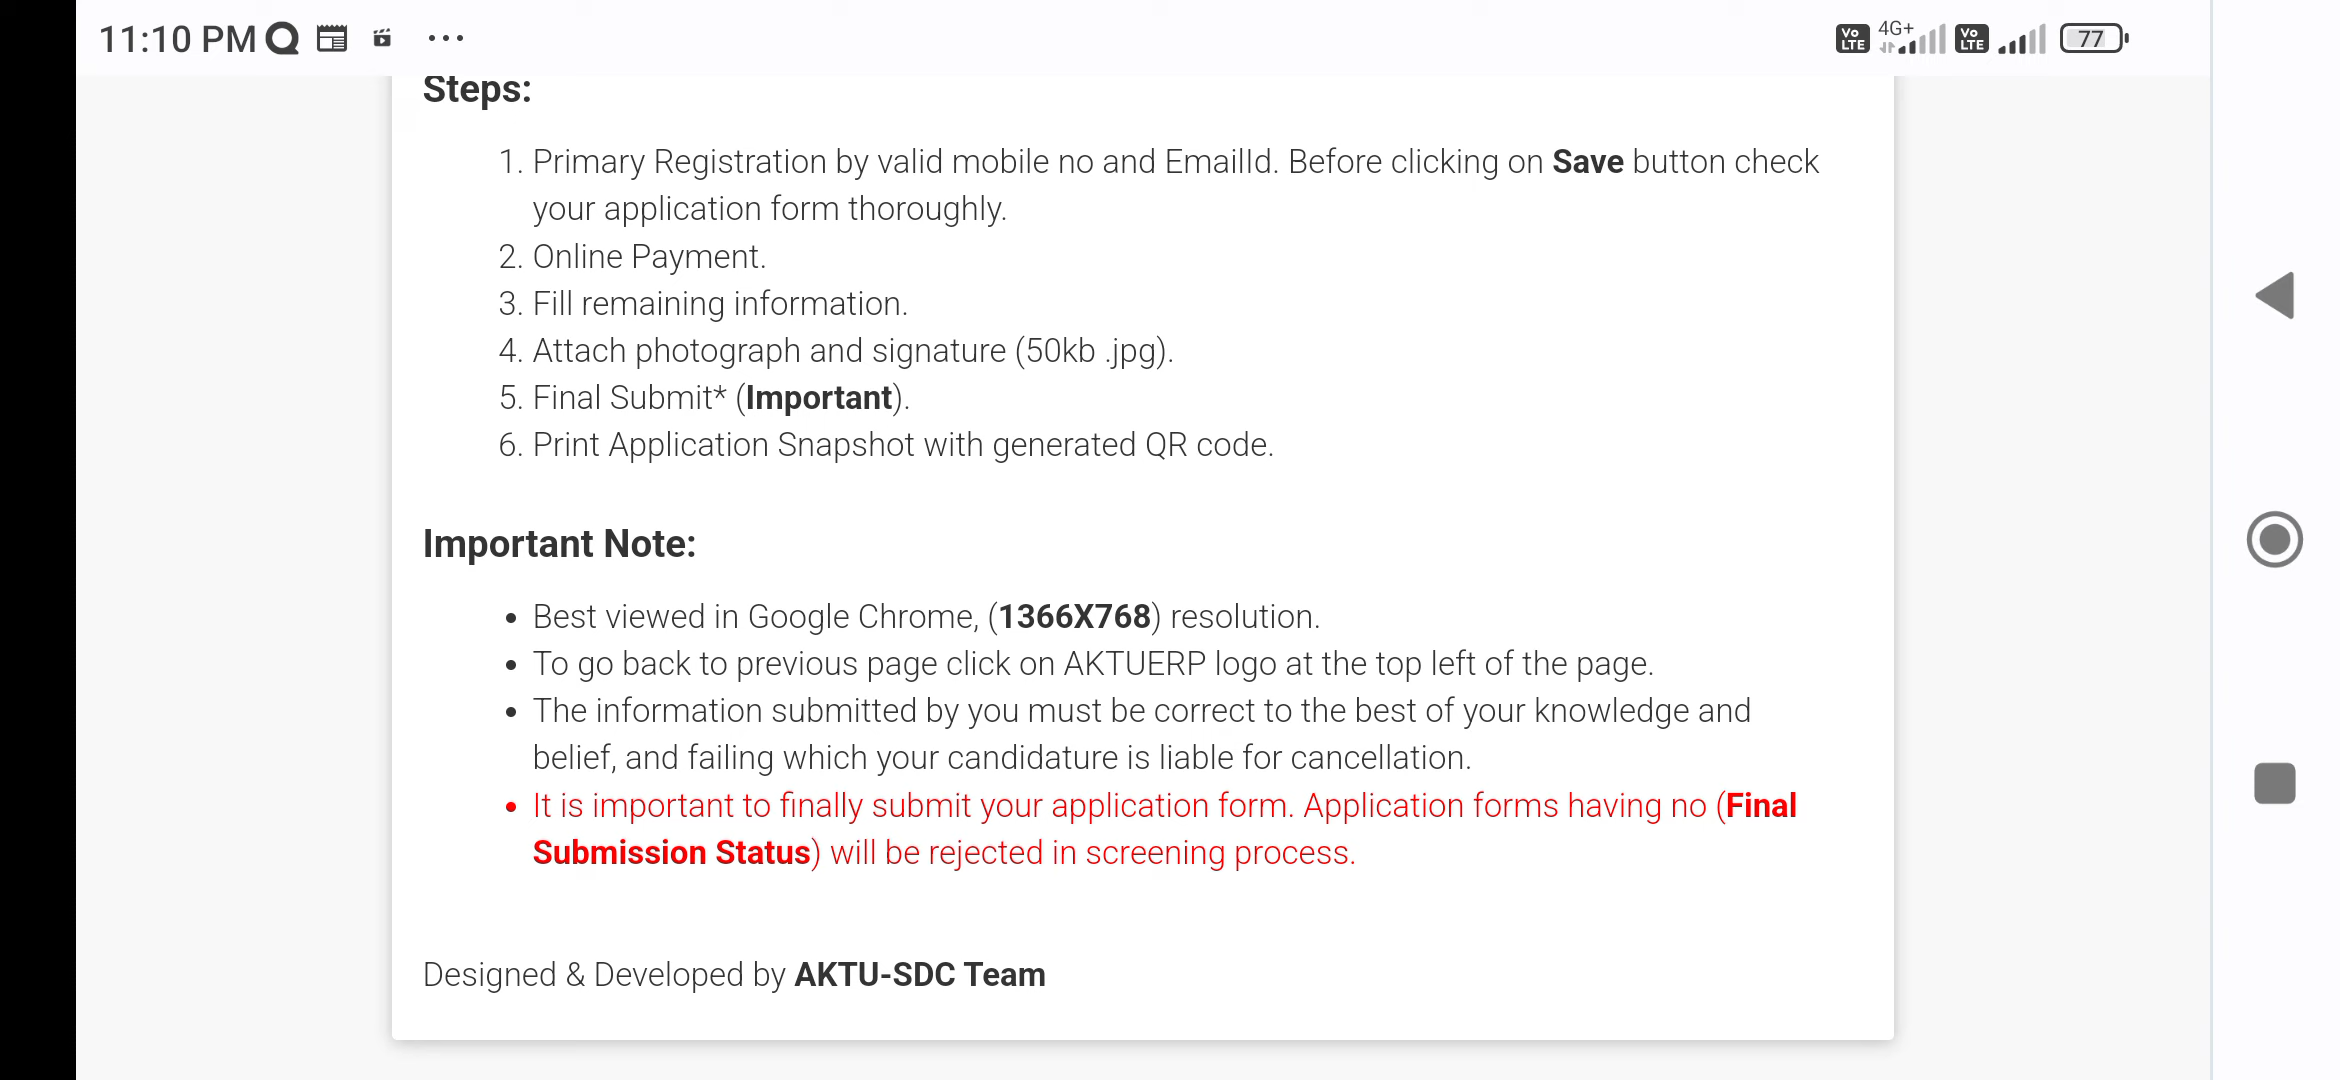 11:10 PM
Vo LTE 4G+ Vo LTE 77
Steps:
1. Primary Registration by valid mobile no and EmailId. Before clicking on Save button check
your application form thoroughly.
2. Online Payment.
3. Fill remaining information.
4. Attach photograph and signature (50kb .jpg).
5. Final Submit* (Important).
6. Print Application Snapshot with generated QR code.
Important Note:
• Best viewed in Google Chrome, (1366X768) resolution.
• To go back to previous page click on AKTUERP logo at the top left of the page.
• The information submitted by you must be correct to the best of your knowledge and
belief, and failing which your candidature is liable for cancellation.
• It is important to finally submit your application form. Application forms having no (Final
Submission Status) will be rejected in screening process.
Designed & Developed by AKTU-SDC Team